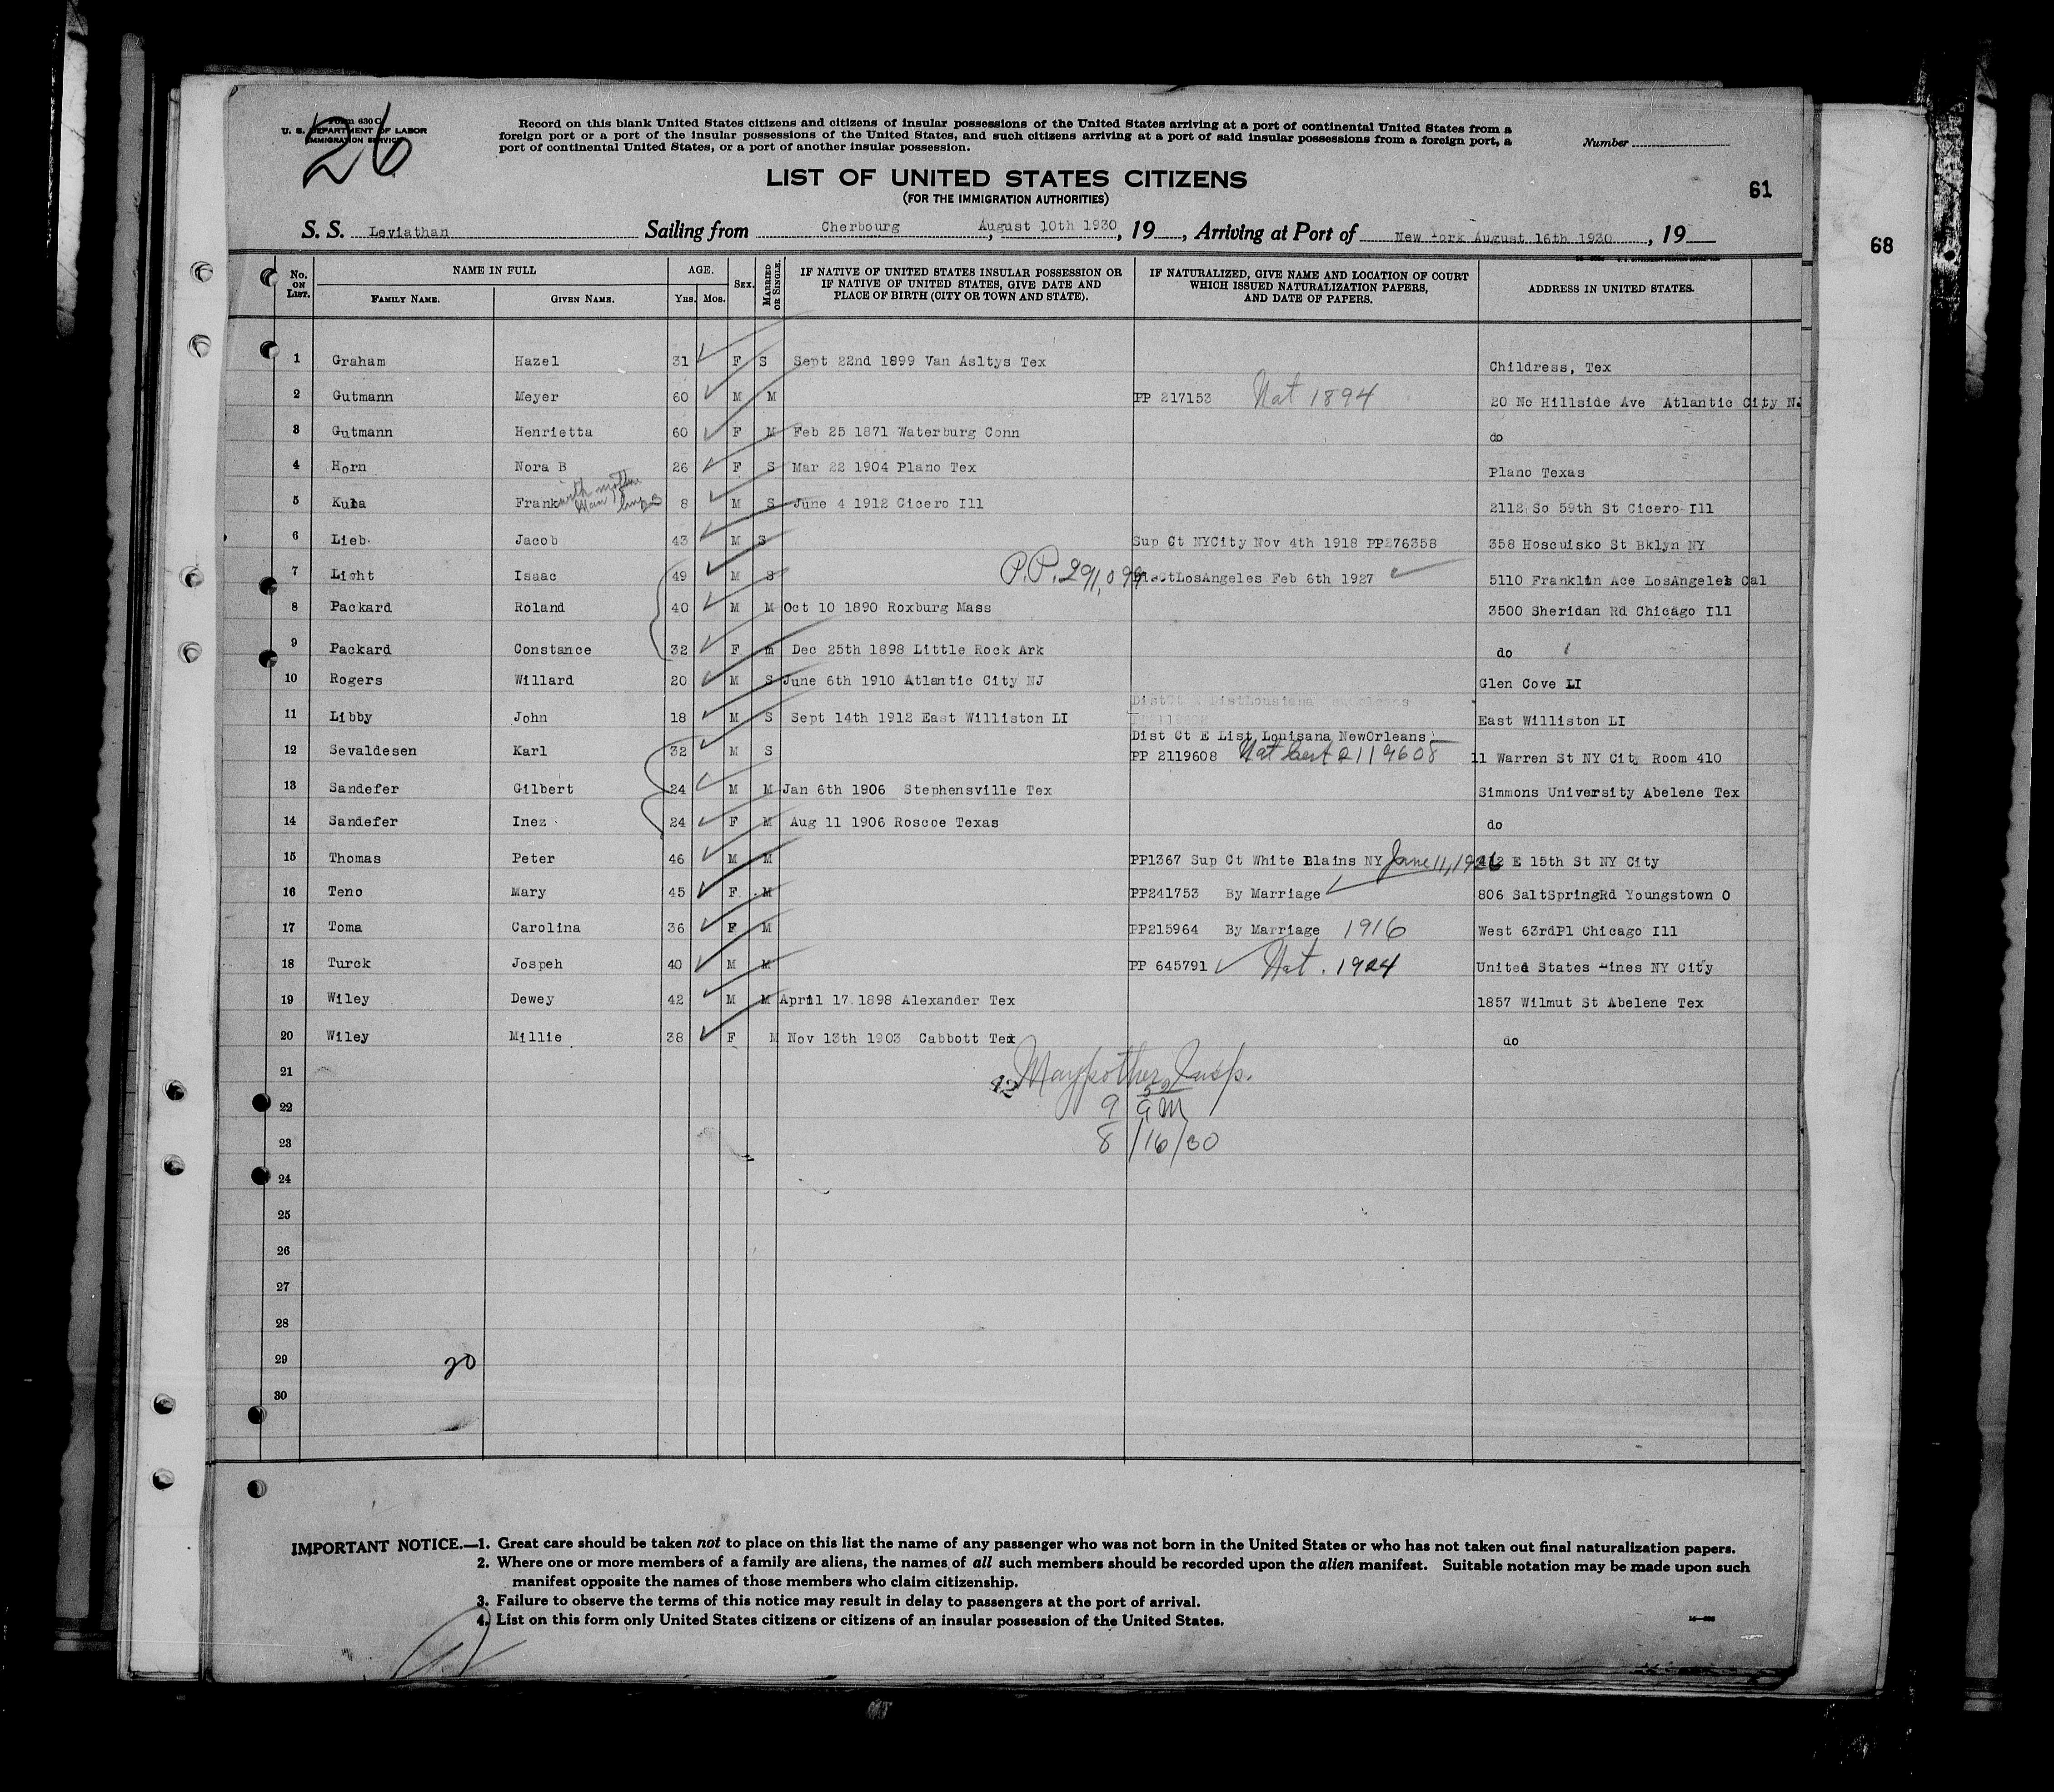 26
Form 630 C
U. S. DEPARTMENT OF LABOR
IMMIGRATION SERVICE
Record on this blank United States citizens and citizens of insular possessions of the United States arriving at a port of continental United States from a
foreign port or a port of the insular possessions of the United States, and such citizens arriving at a port of said insular possessions from a foreign port, a
port of continental United States, or a port of another insular possession.
Number
LIST OF UNITED STATES CITIZENS
(FOR THE IMMIGRATION AUTHORITIES)
61
68
S. S. Leviathan Sailing from Cherbourg, August 10th 1930, 19, Arriving at Port of New York August 16th 1930, 19
No. ON LIST. NAME IN FULL FAMILY NAME. GIVEN NAME. AGE. Yrs. Mos. SEX. MARRIED OR SINGLE. IF NATIVE OF UNITED STATES INSULAR POSSESSION OR IF NATIVE OF UNITED STATES, GIVE DATE AND PLACE OF BIRTH (CITY OR TOWN AND STATE). IF NATURALIZED, GIVE NAME AND LOCATION OF COURT WHICH ISSUED NATURALIZATION PAPERS, AND DATE OF PAPERS. ADDRESS IN UNITED STATES.
1 Graham Hazel 31 F S Sept 22nd 1899 Van Asltys Tex Childress, Tex
2 Gutmann Meyer 60 M M PP 217153 Nat 1894 20 No Hillside Ave Atlantic City NJ
3 Gutmann Henrietta 60 F M Feb 25 1871 Waterburg Conn do
4 Horn Nora B 26 F S Mar 22 1904 Plano Tex Plano Texas
5 Kula Frank with mother 8 M S June 4 1912 Cicero Ill 2112 So 59th St Cicero Ill
6 Lieb Jacob 43 M S Sup Ct NYCity Nov 4th 1918 PP276358 358 Hoscuisko St Bklyn NY
7 Licht Isaac 49 M S P.P. 291,099 DisCtLosAngeles Feb 6th 1927 5110 Franklin Ace LosAngeles Cal
8 Packard Roland 40 M M Oct 10 1890 Roxburg Mass 3500 Sheridan Rd Chicago Ill
9 Packard Constance 32 F m Dec 25th 1898 Little Rock Ark do
10 Rogers Willard 20 M S June 6th 1910 Atlantic City NJ Glen Cove LI
11 Libby John 18 M S Sept 14th 1912 East Williston LI East Williston LI
Dist Ct E List Louisana NewOrleans
12 Sevaldesen Karl 32 M S PP 2119608 Nat Cert 2119608 11 Warren St NY City Room 410
13 Sandefer Gilbert 24 M M Jan 6th 1906 Stephensville Tex Simmons University Abelene Tex
14 Sandefer Inez 24 F M Aug 11 1906 Roscoe Texas do
15 Thomas Peter 46 M M PP1367 Sup Ct White Blains NY June 11, 1926 412 E 15th St NY City
16 Teno Mary 45 F M PP241753 By Marriage 806 SaltSpringRd Youngstown O
17 Toma Carolina 36 F M PP215964 By Marriage 1916 West 63rdPl Chicago Ill
18 Turck Jospeh 40 M M PP 645791 Nat. 1924 United States Lines NY City
19 Wiley Dewey 42 M M April 17 1898 Alexander Tex 1857 Wilmut St Abelene Tex
20 Wiley Millie 38 F M Nov 13th 1903 Cabbott Tex do
21 Maypother Insp.
22 9 52 am
23 8/16/30
24
25
26
27
28
29 20
30
IMPORTANT NOTICE.—1. Great care should be taken not to place on this list the name of any passenger who was not born in the United States or who has not taken out final naturalization papers.
2. Where one or more members of a family are aliens, the names of all such members should be recorded upon the alien manifest. Suitable notation may be made upon such
manifest opposite the names of those members who claim citizenship.
3. Failure to observe the terms of this notice may result in delay to passengers at the port of arrival.
4. List on this form only United States citizens or citizens of an insular possession of the United States.